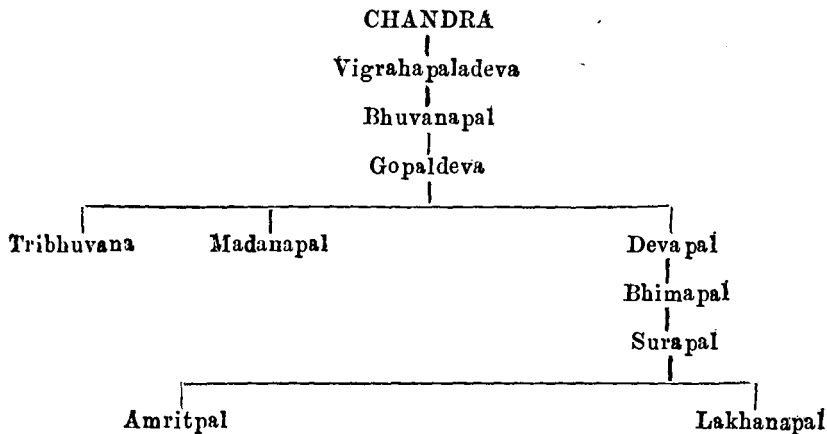 CHANDRA
Vigrahapaladeva
Bhuvanapal
Gopaldeva
Tribhuvana Madanapal Devapal
Bhimapal
Surapal
Amritpal Lakhanapal